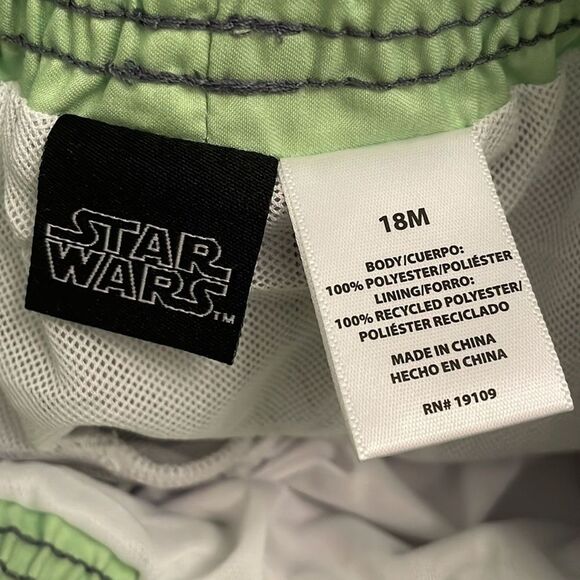 STAR
WARS
TM
18M
BODY/CUERPO:
100% POLYESTER/POLIÉSTER
LINING/FORRO:
100% RECYCLED POLYESTER/
POLIÉSTER RECICLADO
MADE IN CHINA
HECHO EN CHINA
RN# 19109